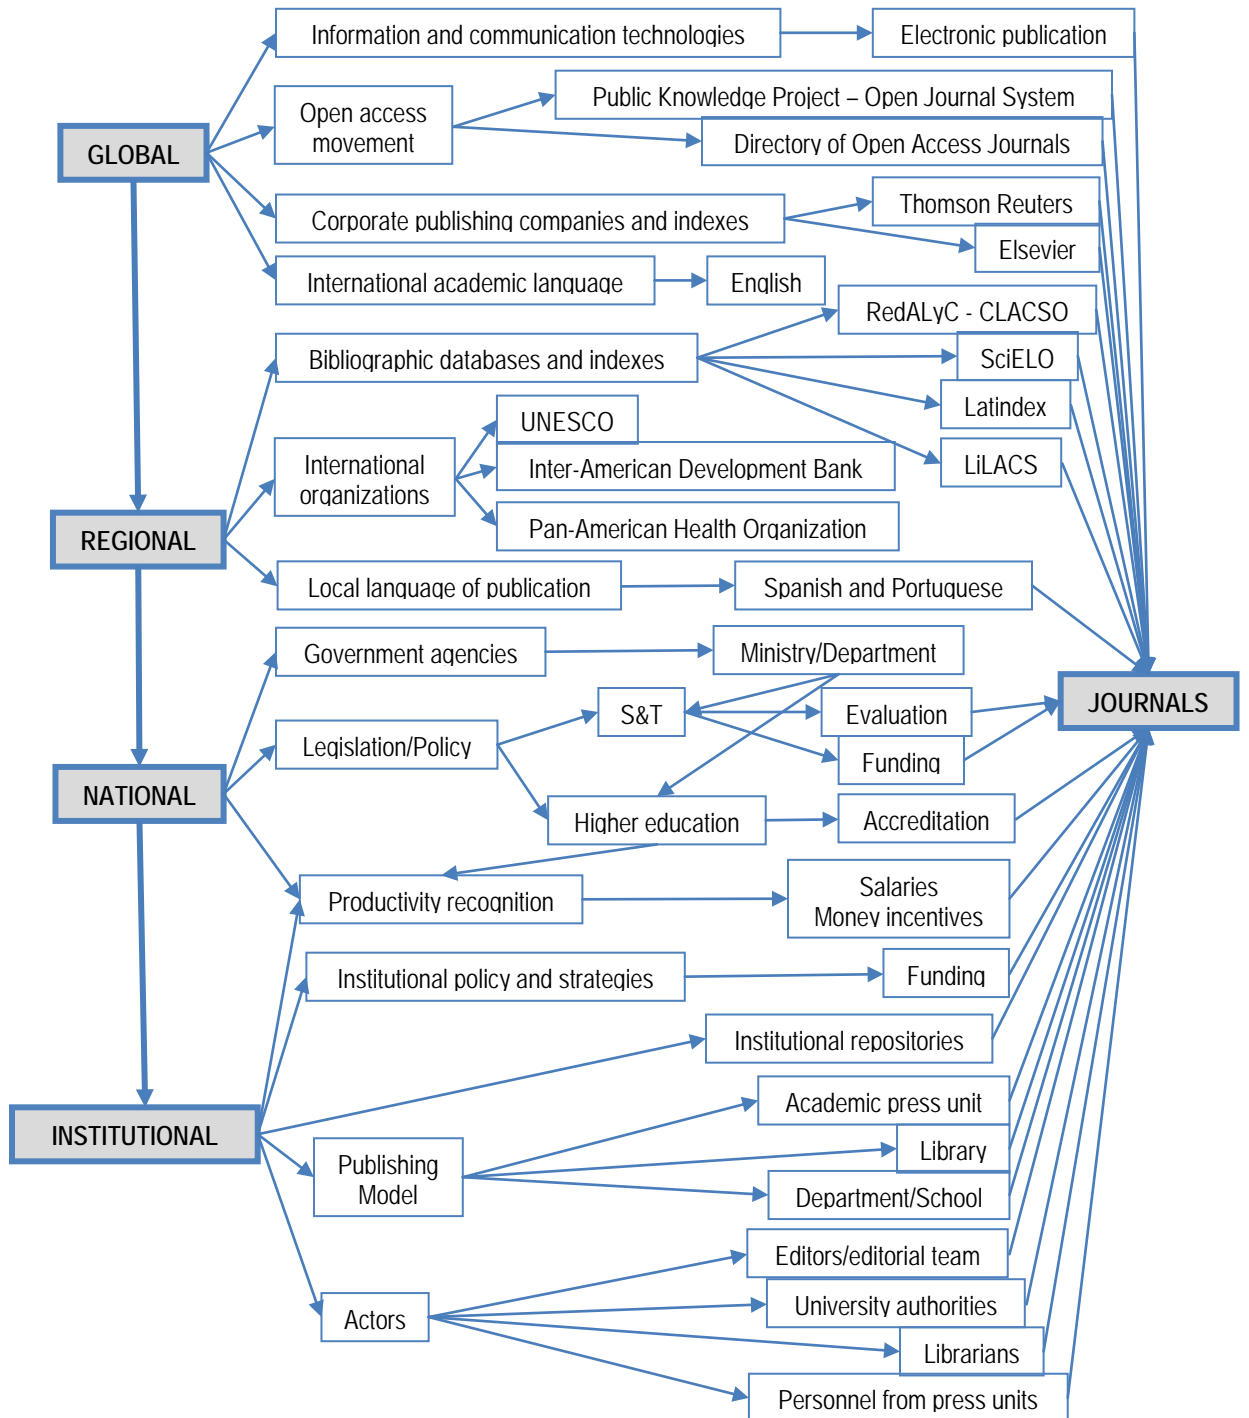 Information and communication technologies
Electronic publication
Public Knowledge Project – Open Journal System
Open access
movement
Directory of Open Access Journals
GLOBAL
Thomson Reuters
Corporate publishing companies and indexes
Elsevier
International academic language
English
RedALyC - CLACSO
Bibliographic databases and indexes
SciELO
Latindex
UNESCO
International
organizations
Inter-American Development Bank
LiLACS
Pan-American Health Organization
REGIONAL
Local language of publication
Spanish and Portuguese
Government agencies
Ministry/Department
JOURNALS
S&T
Evaluation
Legislation/Policy
Funding
NATIONAL
Higher education
Accreditation
Productivity recognition
Salaries
Money incentives
Institutional policy and strategies
Funding
Institutional repositories
Academic press unit
INSTITUTIONAL
Library
Publishing
Model
Department/School
Editors/editorial team
University authorities
Actors
Librarians
Personnel from press units